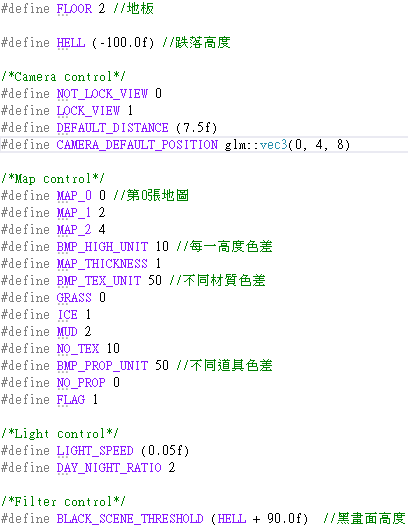 #define FLOOR 2 //地板
#define HELL (-100.0f) //跌落高度
/*Camera control*/
#define NOT_LOCK_VIEW 0
#define LOCK_VIEW 1
#define DEFAULT_DISTANCE (7.5f)
#define CAMERA_DEFAULT_POSITION glm::vec3(0, 4, 8)
/*Map control*/
#define MAP_0 0 //第0張地圖
#define MAP_1 2
#define MAP_2 4
#define BMP_HIGH_UNIT 10 //每一高度色差
#define MAP_THICKNESS 1
#define BMP_TEX_UNIT 50 //不同材質色差
#define GRASS 0
#define ICE 1
#define MUD 2
#define NO_TEX 10
#define BMP_PROP_UNIT 50 //不同道具色差
#define NO_PROP 0
#define FLAG 1
/*Light control*/
#define LIGHT_SPEED (0.05f)
#define DAY_NIGHT_RATIO 2
/*Filter control*/
#define BLACK_SCENE_THRESHOLD (HELL + 90.0f)  //黑畫面高度